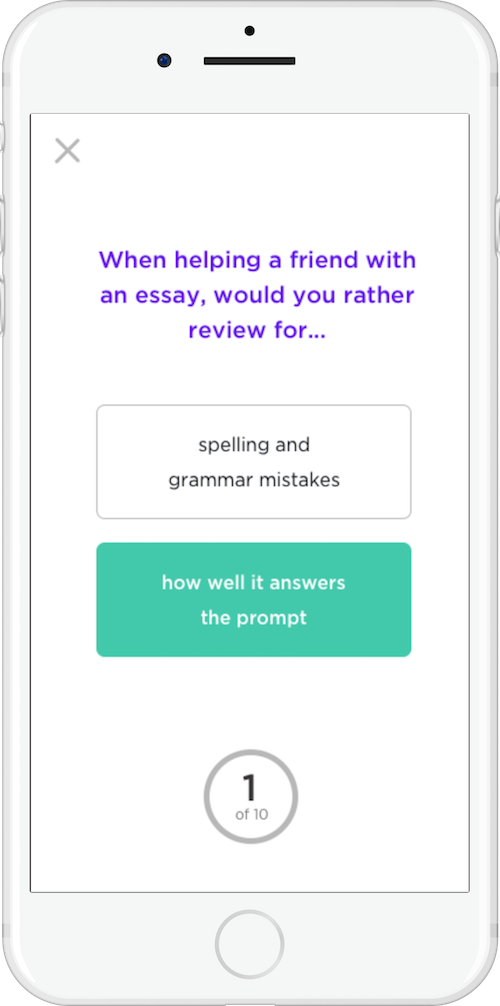 When helping a friend with
an essay, would you rather
review for...
spelling and
grammar mistakes
how well it answers
the prompt
1
of 10